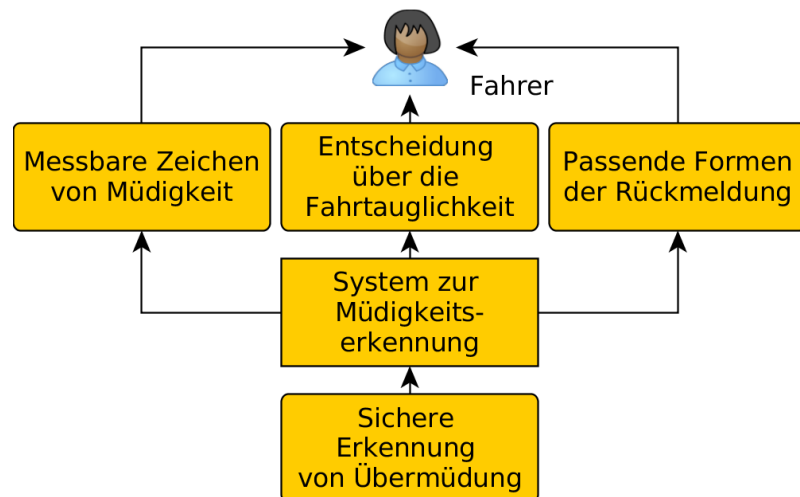 Fahrer
Messbare Zeichen
von Müdigkeit
Entscheidung
über die
Fahrtauglichkeit
Passende Formen
der Rückmeldung
System zur
Müdigkeits-
erkennung
Sichere
Erkennung
von Übermüdung